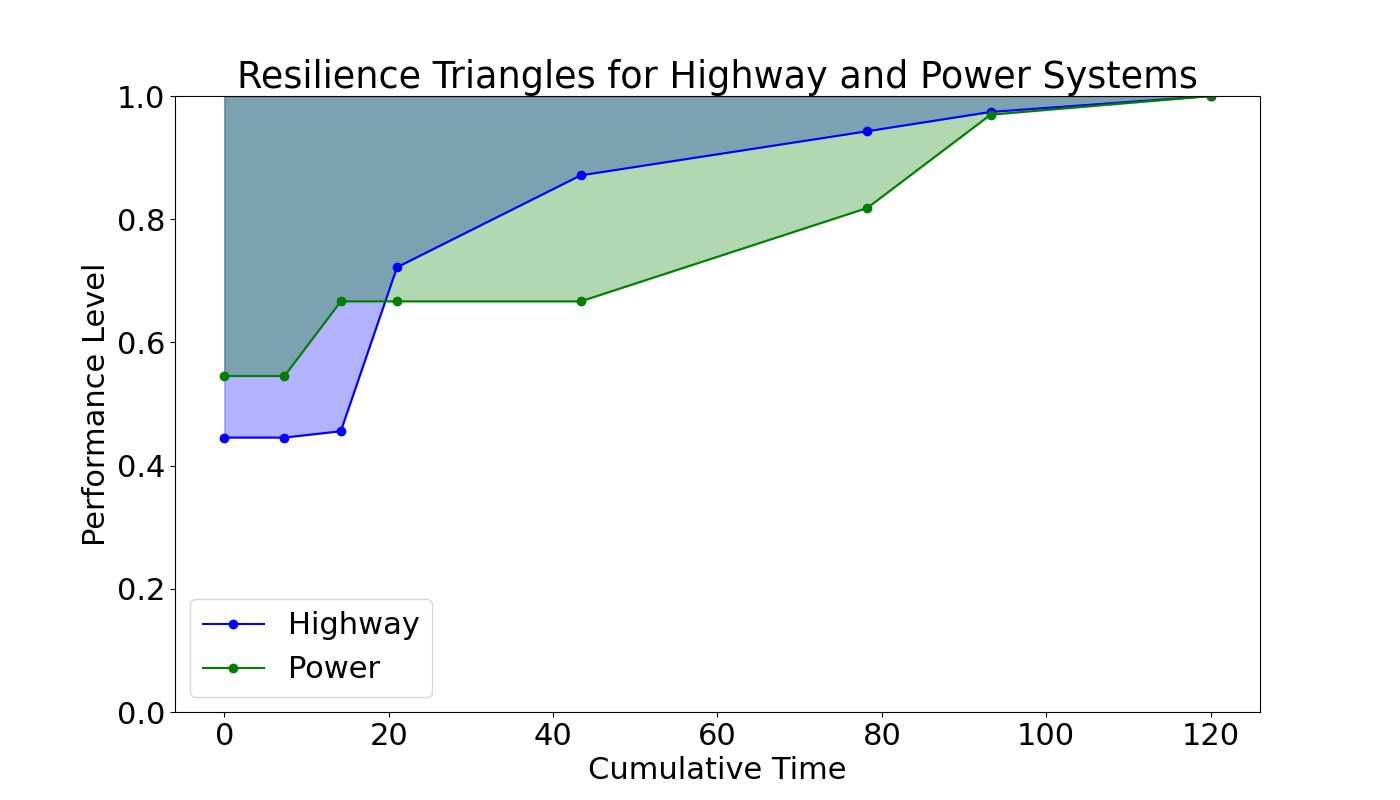 Resilience Triangles for Highway and Power Systems
1.0
0.8
0.6
0.4
0.2
0.0
Performance Level
Highway
Power
0 20 40 60 80 100 120
Cumulative Time